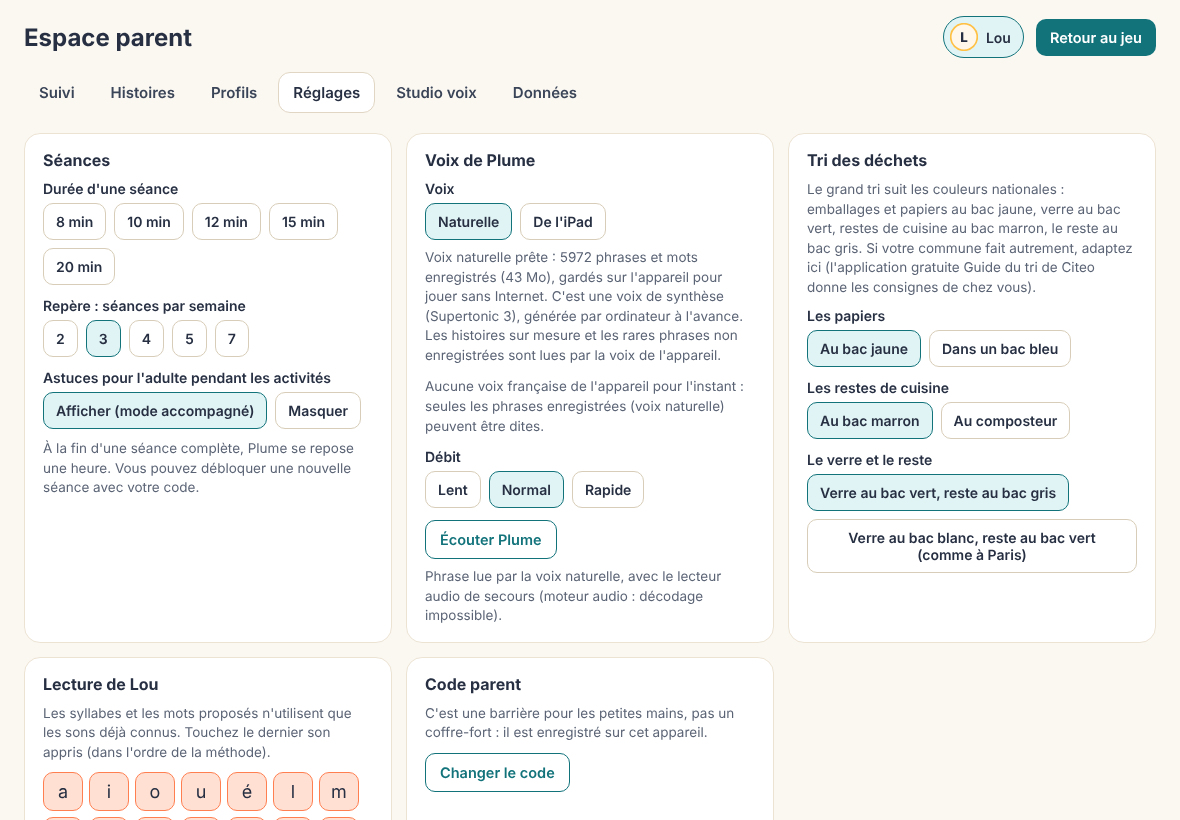 Espace parent
L Lou
Retour au jeu
Suivi
Histoires
Profils
Réglages
Studio voix
Données
Séances
Durée d'une séance
8 min
10 min
12 min
15 min
20 min
Repère : séances par semaine
2
3
4
5
7
Astuces pour l'adulte pendant les activités
Afficher (mode accompagné)
Masquer
À la fin d'une séance complète, Plume se repose
une heure. Vous pouvez débloquer une nouvelle
séance avec votre code.
Voix de Plume
Voix
Naturelle
De l'iPad
Voix naturelle prête : 5972 phrases et mots
enregistrés (43 Mo), gardés sur l'appareil pour
jouer sans Internet. C'est une voix de synthèse
(Supertonic 3), générée par ordinateur à l'avance.
Les histoires sur mesure et les rares phrases non
enregistrées sont lues par la voix de l'appareil.
Aucune voix française de l'appareil pour l'instant :
seules les phrases enregistrées (voix naturelle)
peuvent être dites.
Débit
Lent
Normal
Rapide
Écouter Plume
Phrase lue par la voix naturelle, avec le lecteur
audio de secours (moteur audio : décodage
impossible).
Tri des déchets
Le grand tri suit les couleurs nationales :
emballages et papiers au bac jaune, verre au bac
vert, restes de cuisine au bac marron, le reste au
bac gris. Si votre commune fait autrement, adaptez
ici (l'application gratuite Guide du tri de Citeo
donne les consignes de chez vous).
Les papiers
Au bac jaune
Dans un bac bleu
Les restes de cuisine
Au bac marron
Au composteur
Le verre et le reste
Verre au bac vert, reste au bac gris
Verre au bac blanc, reste au bac vert
(comme à Paris)
Lecture de Lou
Les syllabes et les mots proposés n'utilisent que
les sons déjà connus. Touchez le dernier son
appris (dans l'ordre de la méthode).
a
i
o
u
é
l
m
Code parent
C'est une barrière pour les petites mains, pas un
coffre-fort : il est enregistré sur cet appareil.
Changer le code